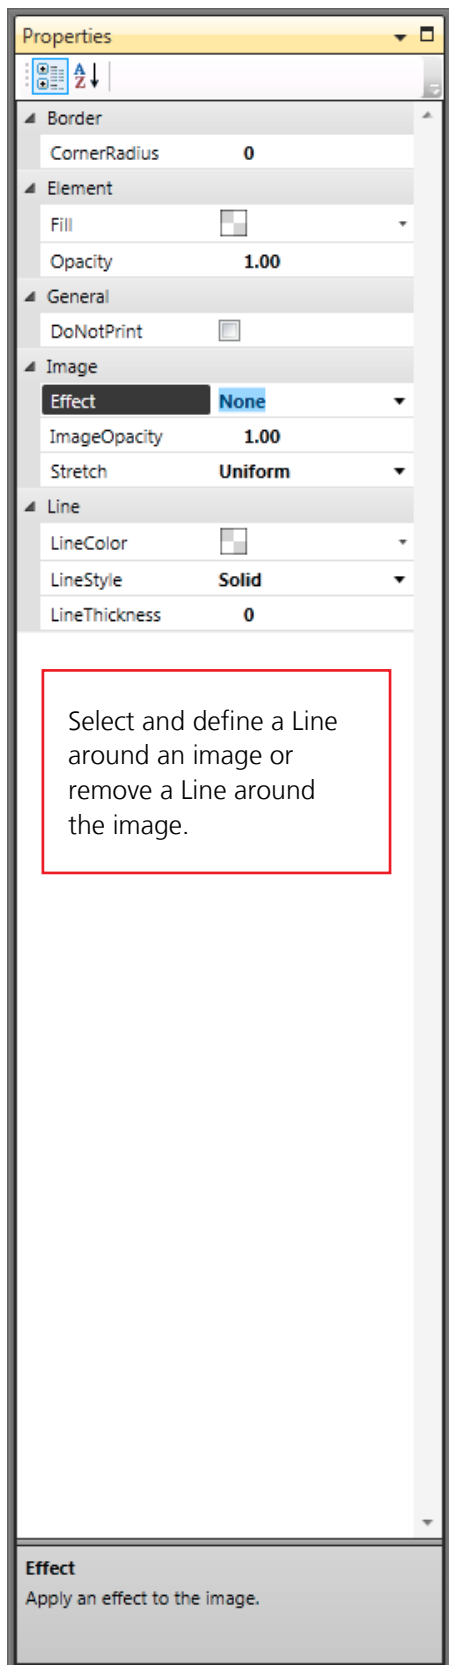 Properties
A
Z
Border
CornerRadius 0
Element
Fill
Opacity 1.00
General
DoNotPrint
Image
Effect None
ImageOpacity 1.00
Stretch Uniform
Line
LineColor
LineStyle Solid
LineThickness 0
Select and define a Line
around an image or
remove a Line around
the image.
Effect
Apply an effect to the image.